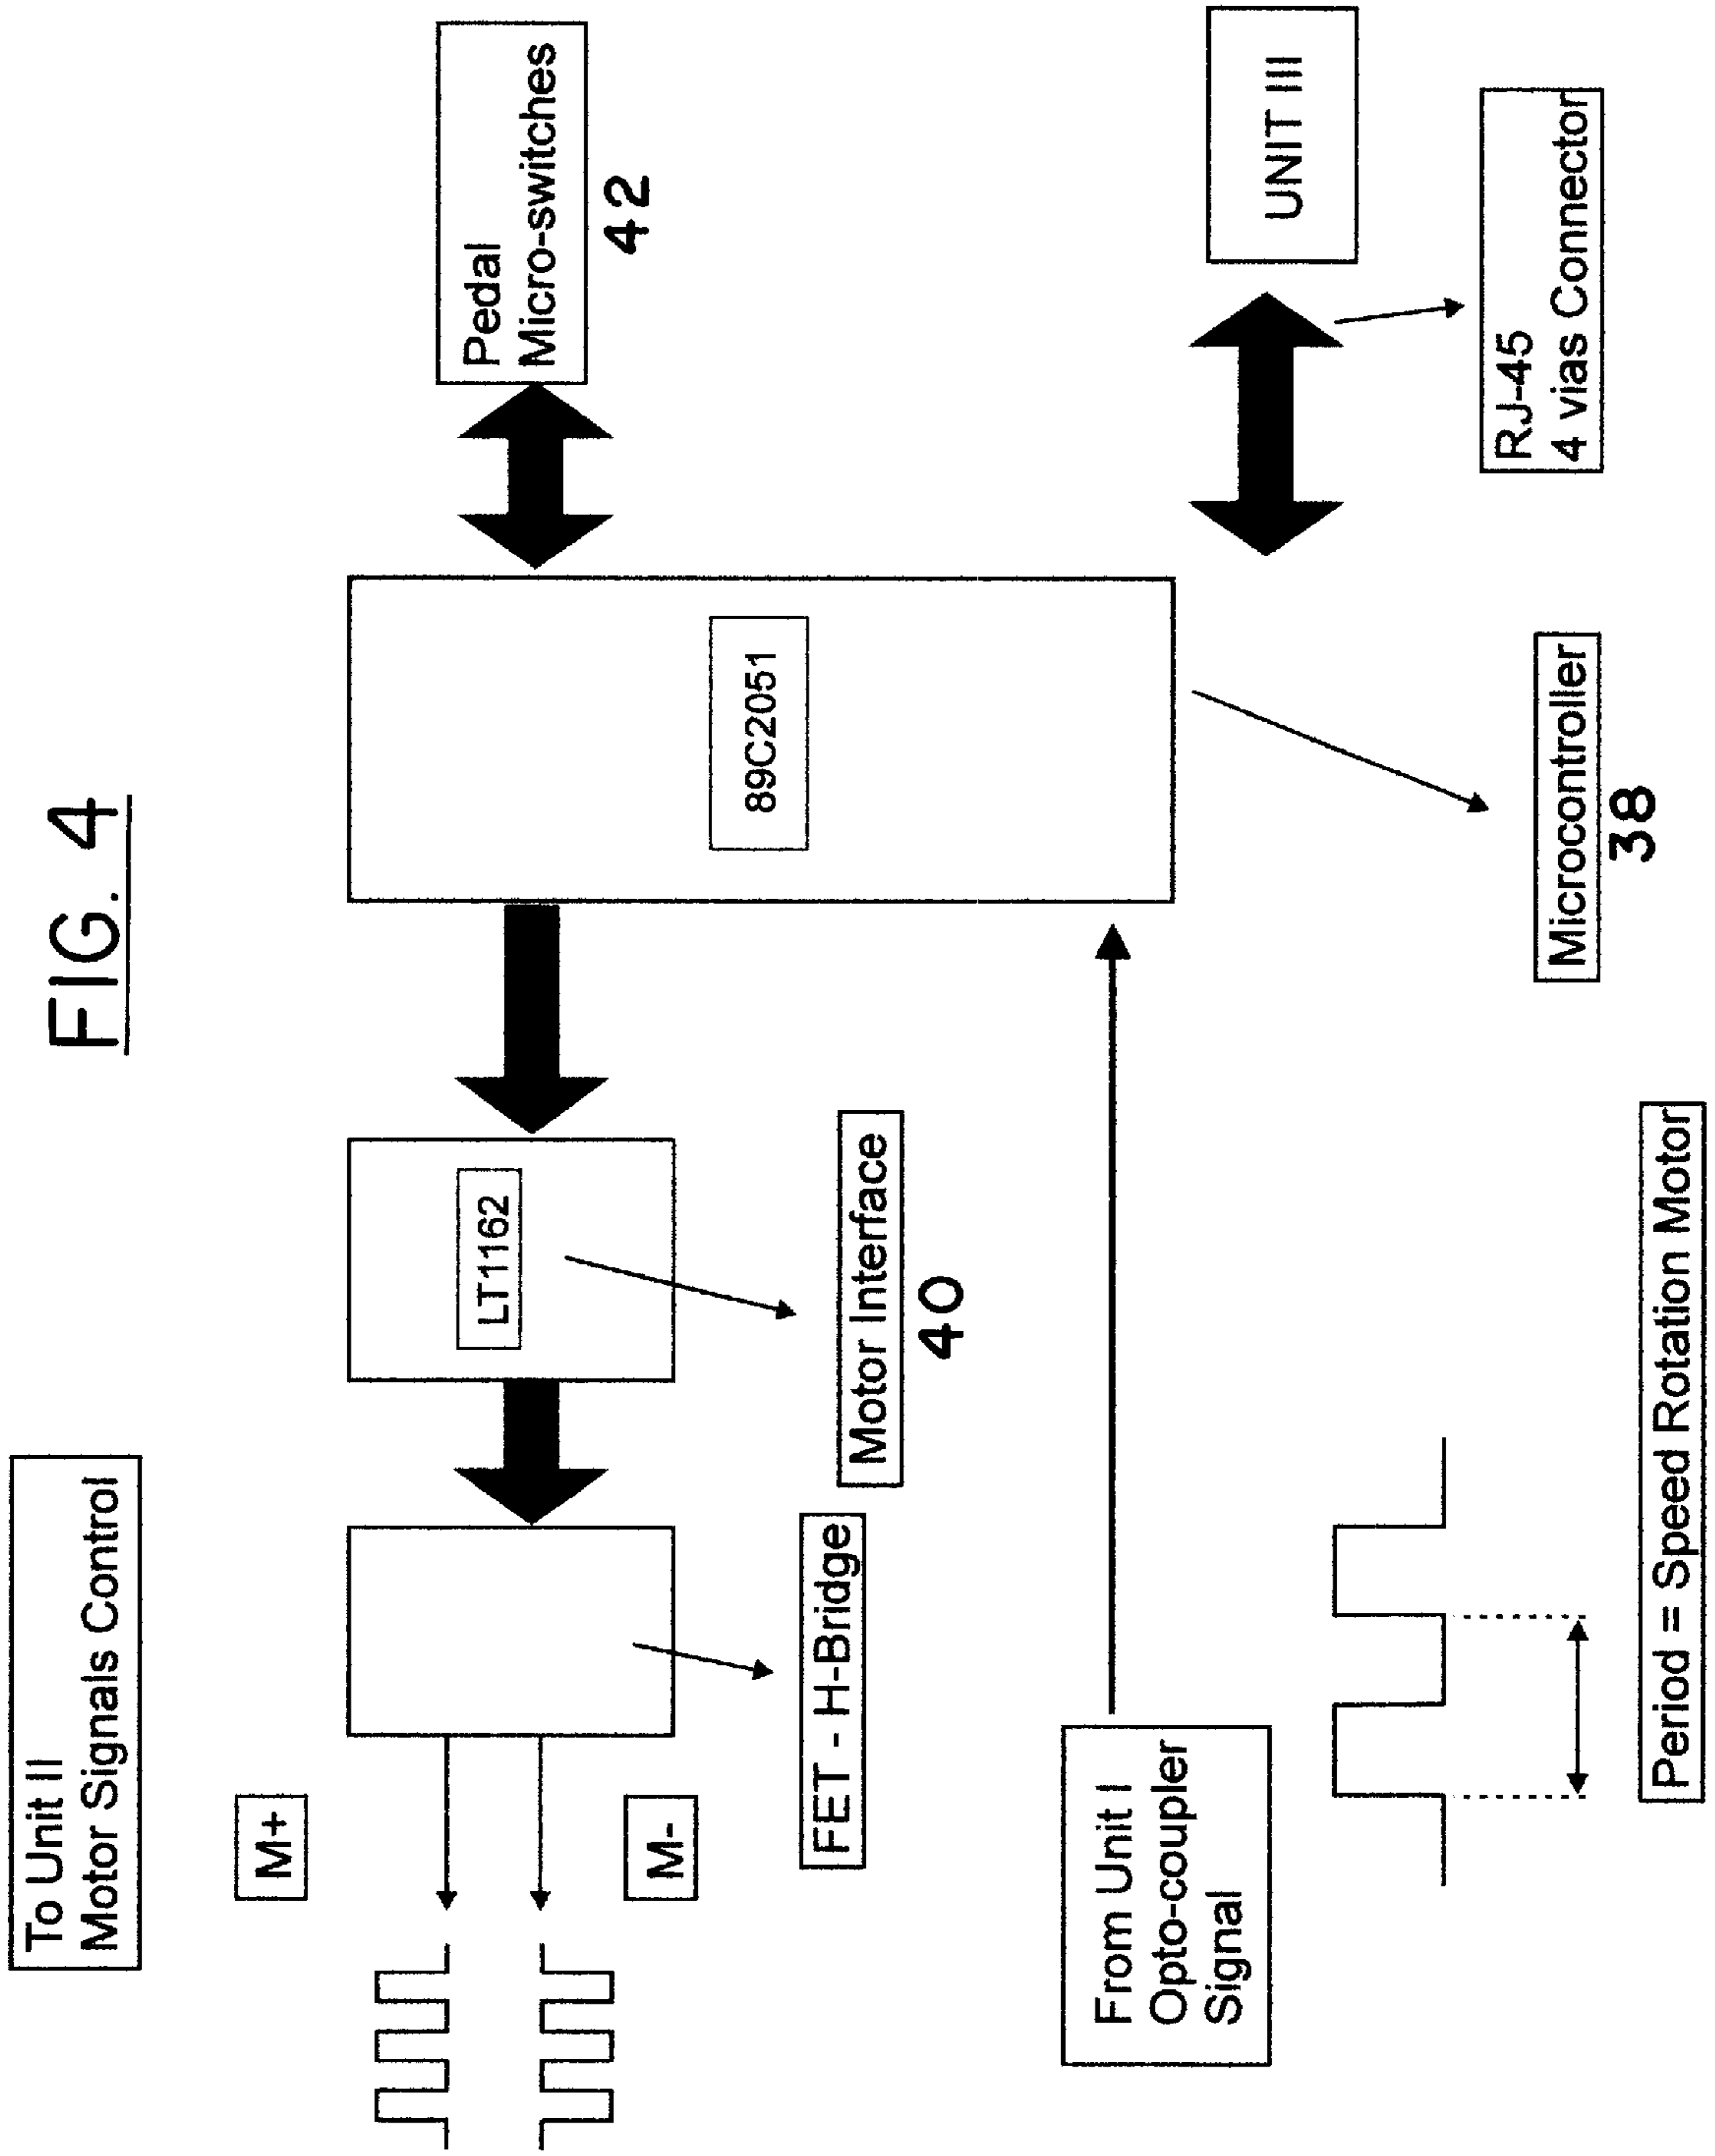 FIG. 4
To Unit II
Motor Signals Control
M+
M-
FET - H-Bridge
LT1162
Motor Interface
40
89C2051
Microcontroller
38
Pedal
Micro-switches
42
UNIT III
RJ-45
4 vias Connector
From Unit I
Opto-coupler
Signal
Period = Speed Rotation Motor